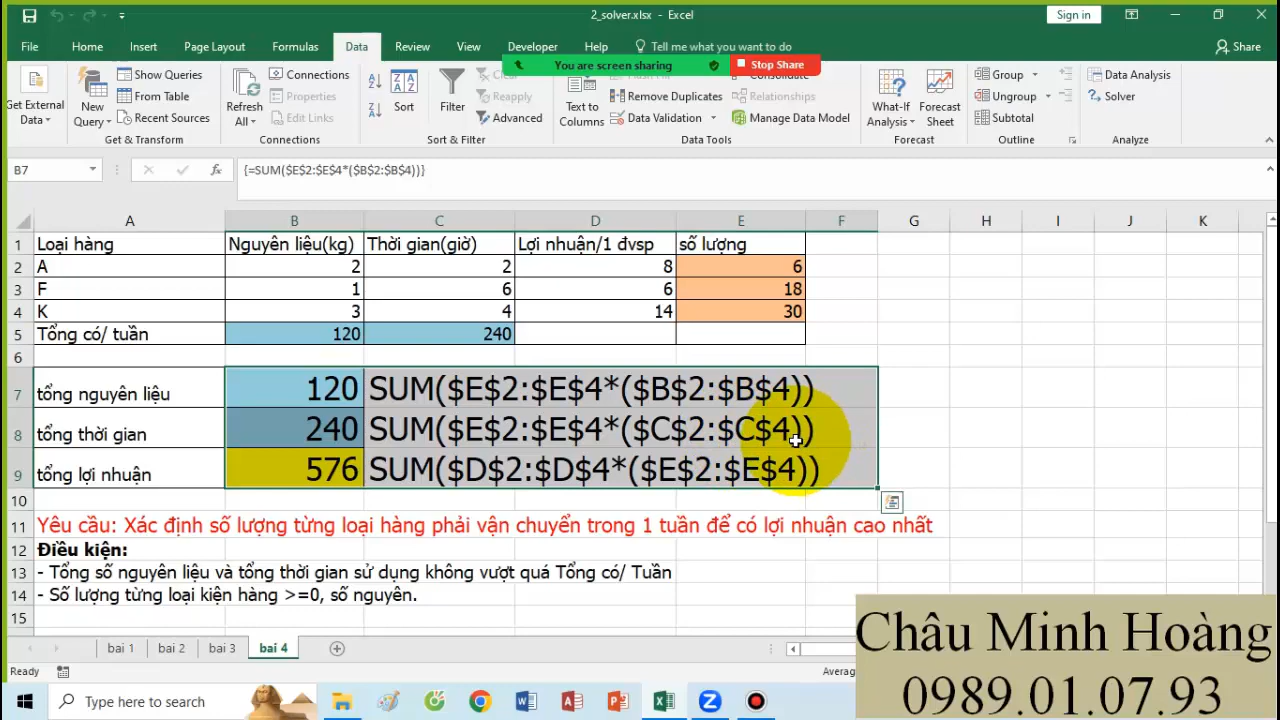 2_solver.xlsx - Excel
Sign in
File Home Insert Page Layout Formulas Data Review View Developer Help Tell me what you want to do Share
You are screen sharing Stop Share
Get External Data
New Query
Show Queries
From Table
Recent Sources
Get & Transform
Refresh All
Connections
Properties
Edit Links
Connections
Sort
Filter
Clear
Reapply
Advanced
Sort & Filter
Text to Columns
Remove Duplicates
Data Validation
Relationships
Manage Data Model
Data Tools
What-If Analysis
Forecast Sheet
Forecast
Group
Ungroup
Subtotal
Outline
Data Analysis
Solver
Analyze
B7 fx {=SUM($E$2:$E$4*($B$2:$B$4))}
A B C D E F G H I J K
1 Loại hàng Nguyên liệu(kg) Thời gian(giờ) Lợi nhuận/1 đvsp số lượng
2 A 2 2 8 6
3 F 1 6 6 18
4 K 3 4 14 30
5 Tổng có/ tuần 120 240
6
7 tổng nguyên liệu 120 SUM($E$2:$E$4*($B$2:$B$4))
8 tổng thời gian 240 SUM($E$2:$E$4*($C$2:$C$4))
9 tổng lợi nhuận 576 SUM($D$2:$D$4*($E$2:$E$4))
10
11 Yêu cầu: Xác định số lượng từng loại hàng phải vận chuyển trong 1 tuần để có lợi nhuận cao nhất
12 Điều kiện:
13 - Tổng số nguyên liệu và tổng thời gian sử dụng không vượt quá Tổng có/ Tuần
14 - Số lượng từng loại kiện hàng >=0, số nguyên.
15
bai 1 bai 2 bai 3 bai 4
Ready
Averag
Type here to search
Châu Minh Hoàng
0989.01.07.93